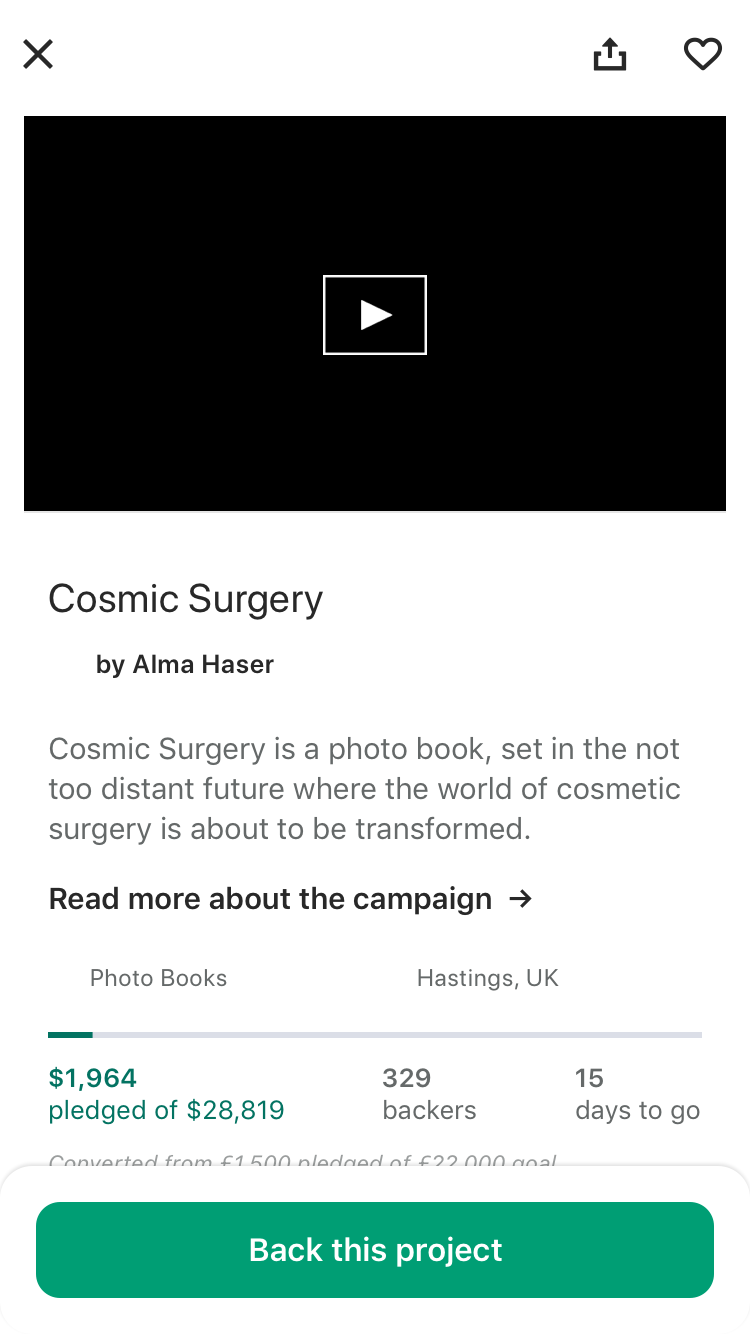 Cosmic Surgery
by Alma Haser
Cosmic Surgery is a photo book, set in the not
too distant future where the world of cosmetic
surgery is about to be transformed.
Read more about the campaign →
Photo Books Hastings, UK
$1,964 329 15
pledged of $28,819 backers days to go
Converted from £1,500 pledged of £22,000 goal
Back this project